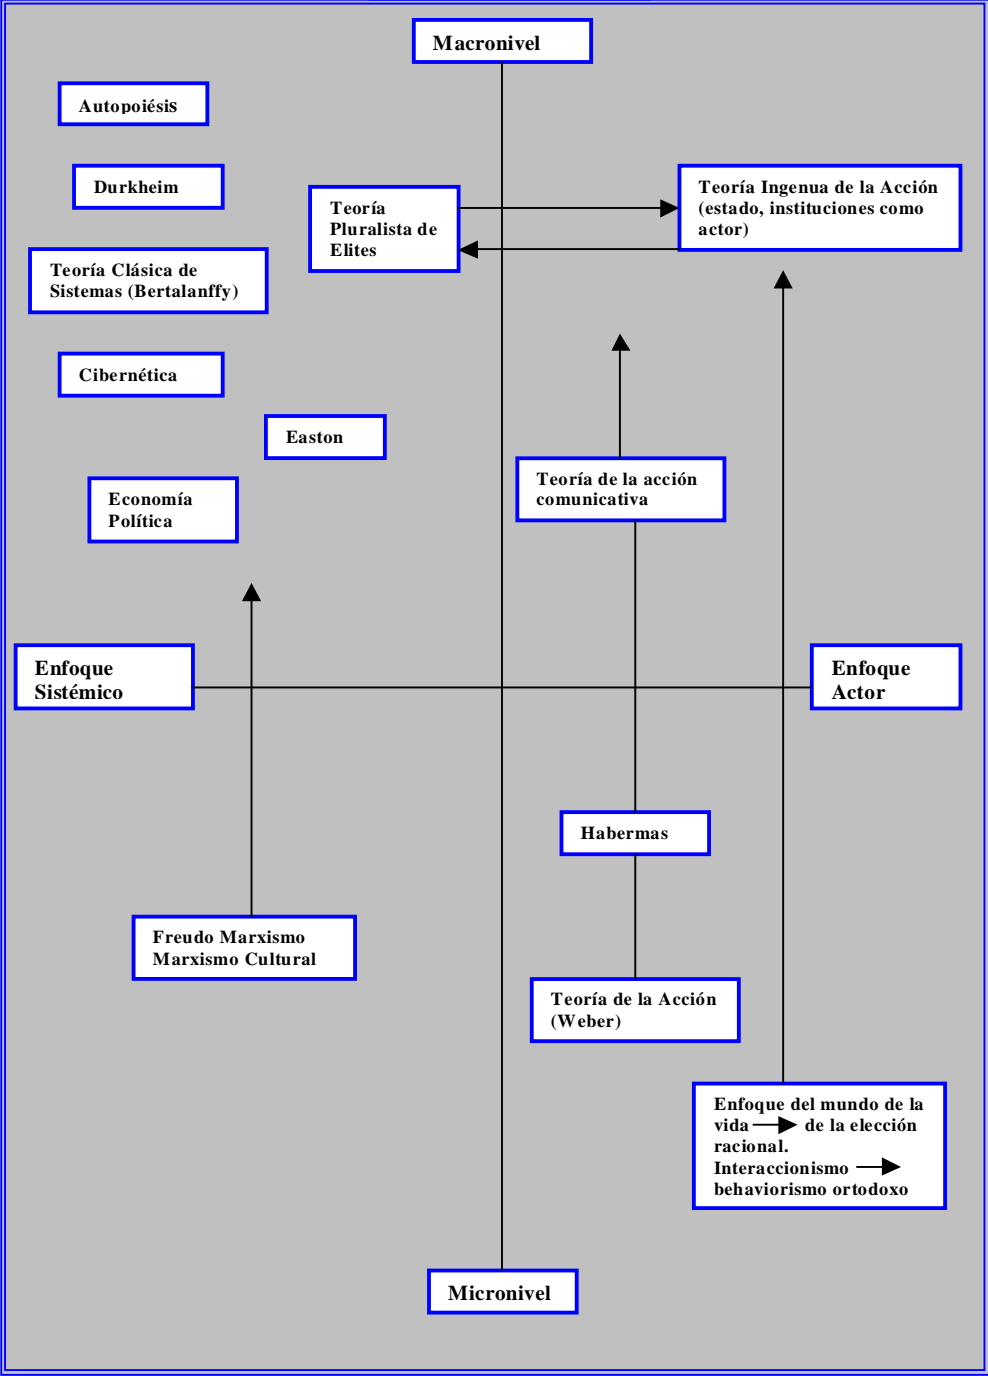 Macronivel
Autopoiésis
Durkheim
Teoría
Pluralista de
Elites
Teoría Ingenua de la Acción
(estado, instituciones como
actor)
Teoría Clásica de
Sistemas (Bertalanffy)
Cibernética
Easton
Economía
Política
Teoría de la acción
comunicativa
Enfoque
Sistémico
Enfoque
Actor
Habermas
Freudo Marxismo
Marxismo Cultural
Teoría de la Acción
(Weber)
Enfoque del mundo de la
vida de la elección
racional.
Interaccionismo
behaviorismo ortodoxo
Micronivel